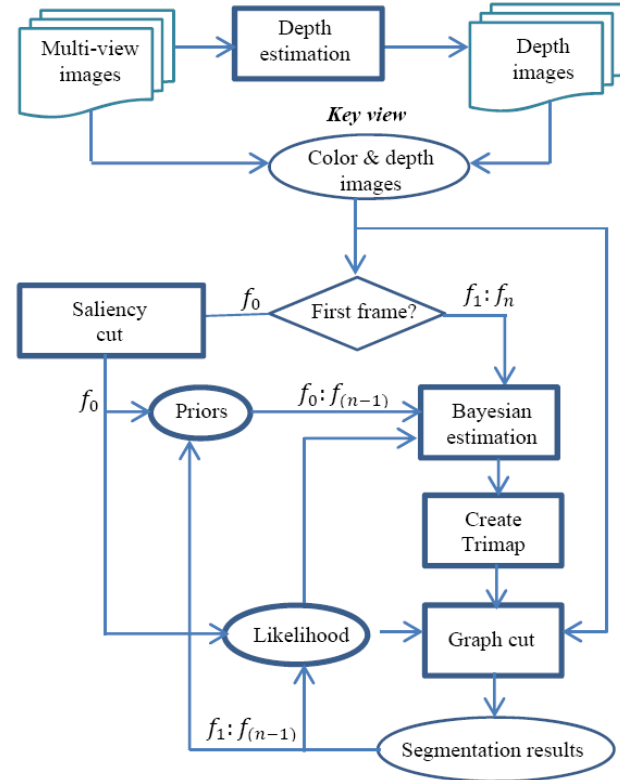 Multi-view
images
Depth
estimation
Depth
images
Key view
Color & depth
images
Saliency
cut
f₀
First frame?
f₁: fₙ
f₀
Priors
f₀: f₍ₙ₋₁₎
Bayesian
estimation
Create
Trimap
Likelihood
Graph cut
f₁: f₍ₙ₋₁₎
Segmentation results